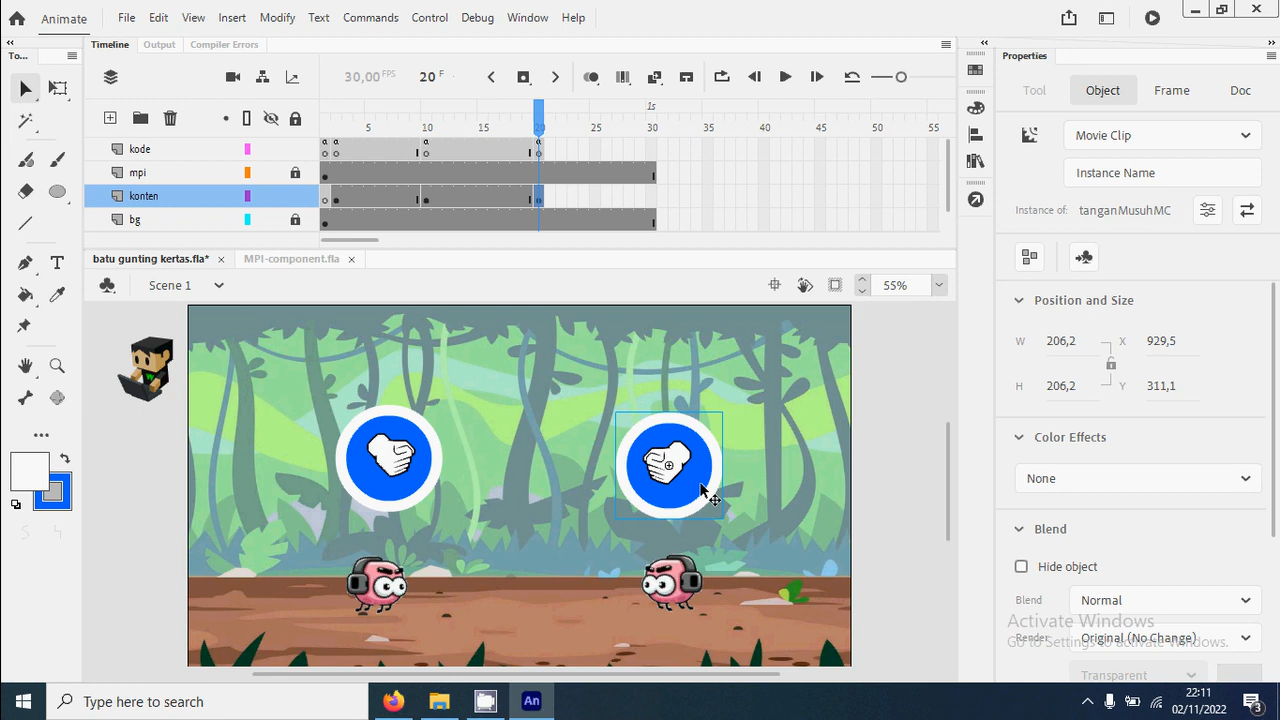 Animate File Edit View Insert Modify Text Commands Control Debug Window Help
To... Timeline Output Compiler Errors Properties
30,00 FPS 20 F
Tool Object Frame Doc
1s
5 10 15 20 25 30 35 40 45 50 55
kode
Movie Clip
mpi
Instance Name
konten
Instance of: tanganMusuhMC
bg
batu gunting kertas.fla* × MPI-component.fla ×
Scene 1 55%
Position and Size
W 206,2 X 929,5
H 206,2 Y 311,1
Color Effects
None
Blend
Hide object
Blend Normal
Activate Windows
Render Original (No Change)
Go to Settings to activate Windows.
Transparent
Type here to search
An
22:11
02/11/2022
3